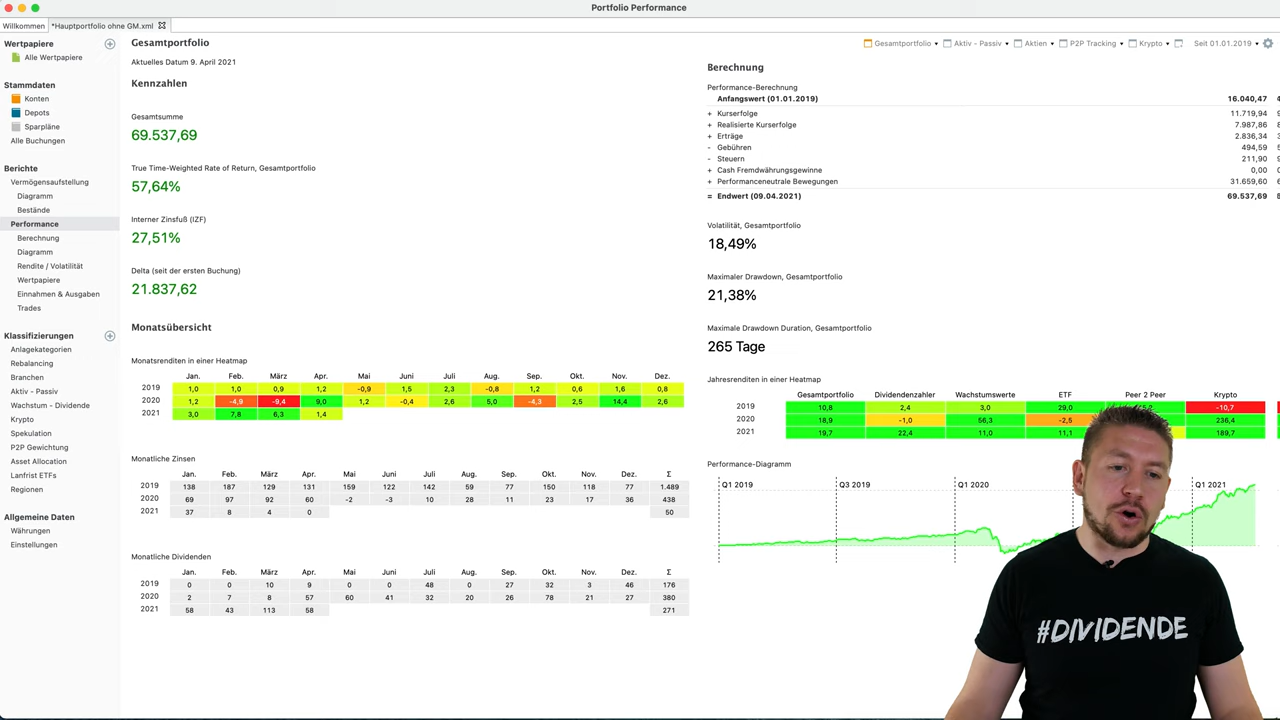 Portfolio Performance
Willkommen
*Hauptportfolio ohne GM.xml
Wertpapiere
Alle Wertpapiere
Stammdaten
Konten
Depots
Sparpläne
Alle Buchungen
Berichte
Vermögensaufstellung
Diagramm
Bestände
Performance
Berechnung
Diagramm
Rendite / Volatilität
Wertpapiere
Einnahmen & Ausgaben
Trades
Klassifizierungen
Anlagekategorien
Rebalancing
Branchen
Aktiv - Passiv
Wachstum - Dividende
Krypto
Spekulation
P2P Gewichtung
Asset Allocation
Lanfrist ETFs
Regionen
Allgemeine Daten
Währungen
Einstellungen
Gesamtportfolio
Gesamtportfolio Aktiv - Passiv Aktien P2P Tracking Krypto Seit 01.01.2019
Aktuelles Datum 9. April 2021
Kennzahlen
Gesamtsumme
69.537,69
True Time-Weighted Rate of Return, Gesamtportfolio
57,64%
Interner Zinsfuß (IZF)
27,51%
Delta (seit der ersten Buchung)
21.837,62
Monatsübersicht
Monatsrenditen in einer Heatmap
Jan. Feb. März Apr. Mai Juni Juli Aug. Sep. Okt. Nov. Dez.
2019 1,0 1,0 0,9 1,2 -0,9 1,5 2,3 -0,8 1,2 0,6 1,6 0,8
2020 1,2 -4,9 -9,4 9,0 1,2 -0,4 2,6 5,0 -4,3 2,5 14,4 2,6
2021 3,0 7,8 6,3 1,4
Monatliche Zinsen
Jan. Feb. März Apr. Mai Juni Juli Aug. Sep. Okt. Nov. Dez. Σ
2019 138 187 129 131 159 122 142 59 77 150 118 77 1.489
2020 69 97 92 60 -2 -3 10 28 11 23 17 36 438
2021 37 8 4 0 50
Monatliche Dividenden
Jan. Feb. März Apr. Mai Juni Juli Aug. Sep. Okt. Nov. Dez. Σ
2019 0 0 10 9 0 0 48 0 27 32 3 46 176
2020 2 7 8 57 60 41 32 20 26 78 21 27 380
2021 58 43 113 58 271
Berechnung
Performance-Berechnung
Anfangswert (01.01.2019) 16.040,47
+ Kurserfolge 11.719,94
+ Realisierte Kurserfolge 7.987,86
+ Erträge 2.836,34
- Gebühren 494,59
- Steuern 211,90
+ Cash Fremdwährungsgewinne 0,00
+ Performanceneutrale Bewegungen 31.659,60
= Endwert (09.04.2021) 69.537,69
Volatilität, Gesamtportfolio
18,49%
Maximaler Drawdown, Gesamtportfolio
21,38%
Maximale Drawdown Duration, Gesamtportfolio
265 Tage
Jahresrenditen in einer Heatmap
Gesamtportfolio Dividendenzahler Wachstumswerte ETF Peer 2 Peer Krypto
2019 10,8 2,4 3,0 29,0 -10,7
2020 18,9 -1,0 56,3 -2,5 236,4
2021 19,7 22,4 11,0 11,1 189,7
Performance-Diagramm
Q1 2019 Q3 2019 Q1 2020 Q1 2021
#DIVIDENDE